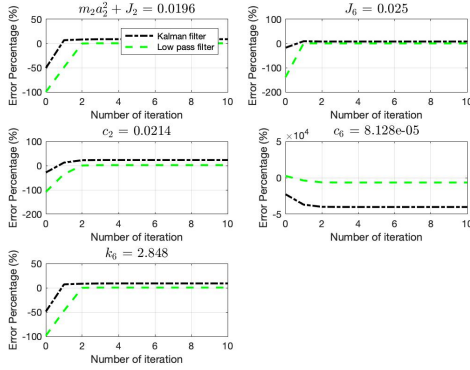 m₂a₂² + J₂ = 0.0196
Error Percentage (%)
50
0
-50
-100
Kalman filter
Low pass filter
0 2 4 6 8 10
Number of iteration
J₆ = 0.025
Error Percentage (%)
100
0
-100
-200
0 2 4 6 8 10
Number of iteration
c₂ = 0.0214
Error Percentage (%)
100
0
-100
-200
0 2 4 6 8 10
Number of iteration
c₆ = 8.128e-05
Error Percentage (%)
×10⁴
5
0
-5
0 2 4 6 8 10
Number of iteration
k₆ = 2.848
Error Percentage (%)
50
0
-50
-100
0 2 4 6 8 10
Number of iteration